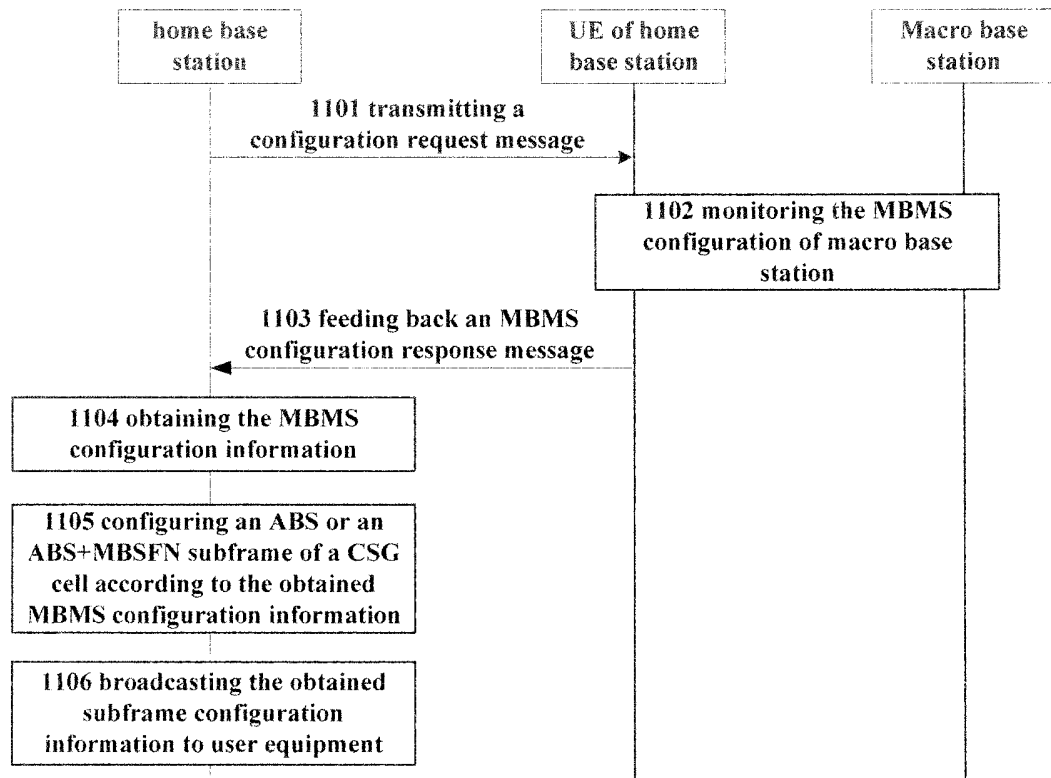 home base
station
UE of home
base station
Macro base
station
1101 transmitting a
configuration request message
1102 monitoring the MBMS
configuration of macro base
station
1103 feeding back an MBMS
configuration response message
1104 obtaining the MBMS
configuration information
1105 configuring an ABS or an
ABS+MBSFN subframe of a CSG
cell according to the obtained
MBMS configuration information
1106 broadcasting the obtained
subframe configuration
information to user equipment